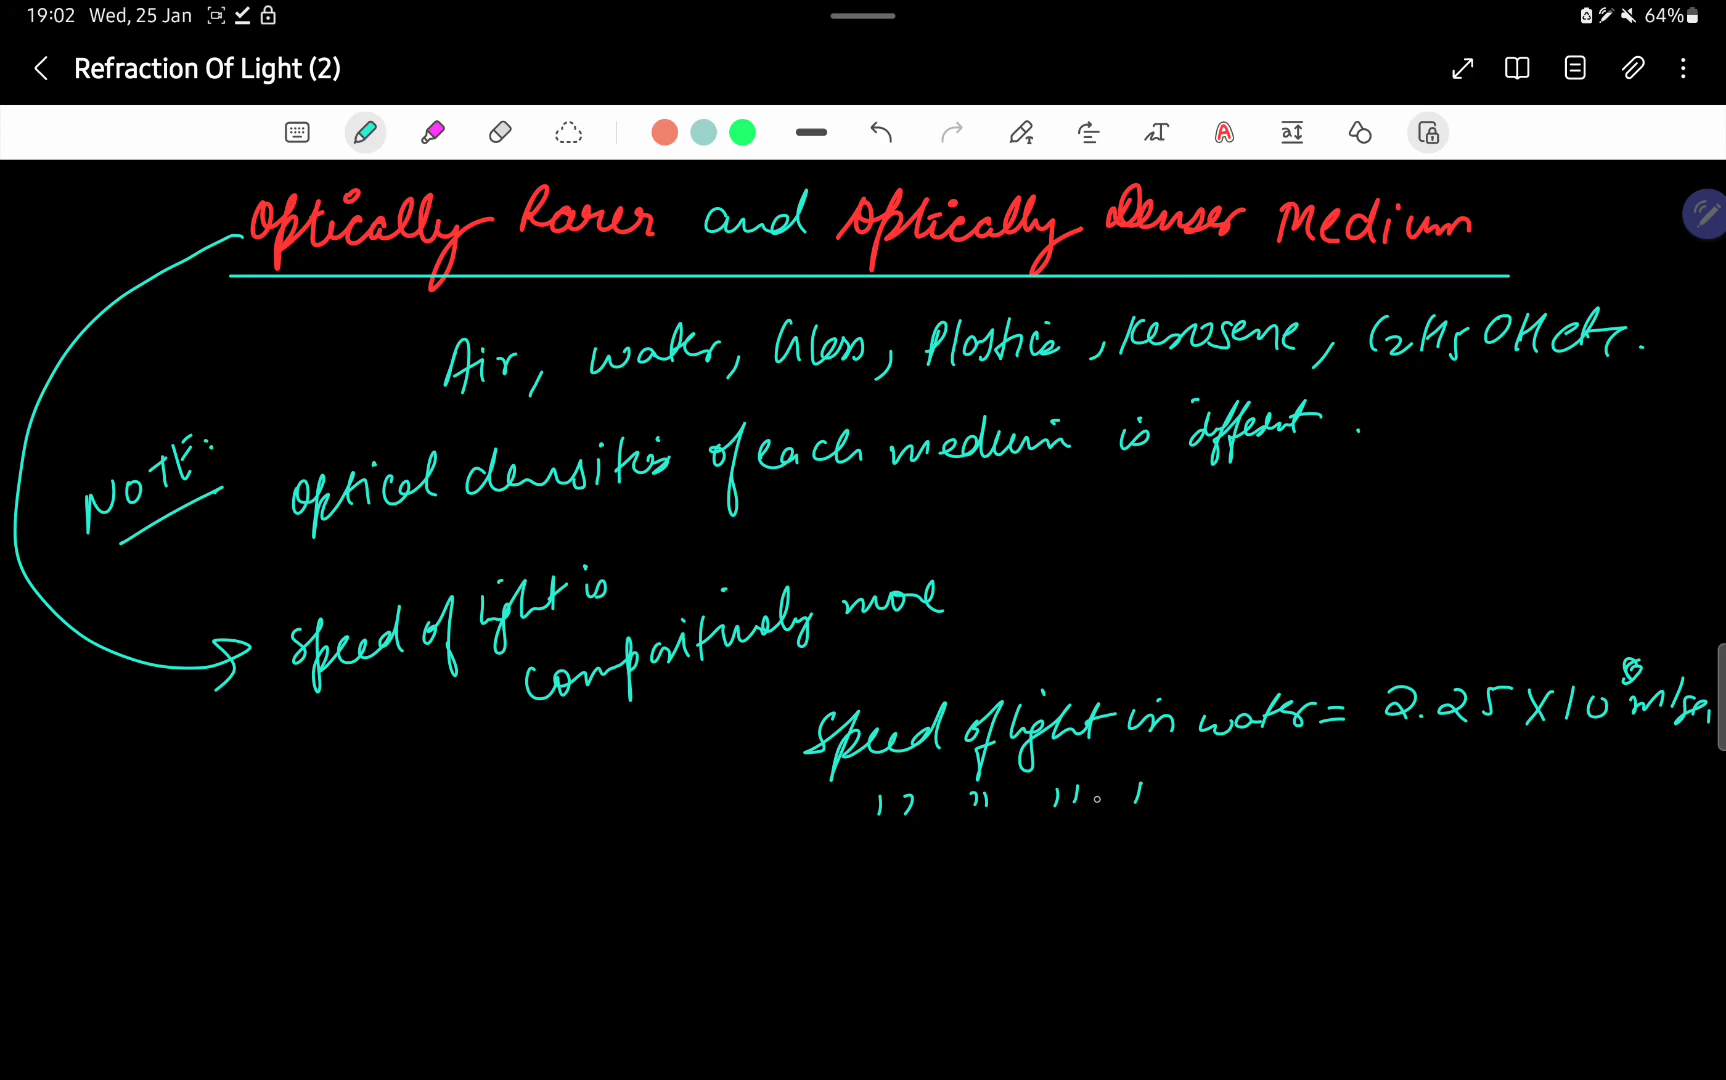 19:02 Wed, 25 Jan 64%
Refraction Of Light (2)
Optically Rarer and Optically Denser Medium
Air, water, Glass, Plastic, Kerosene, C2H5OH etc.
NOTE: optical densities of each medium is different.
speed of light is
comparitively more
speed of light in water = 2.25 X 10^8 m/sec
" " "